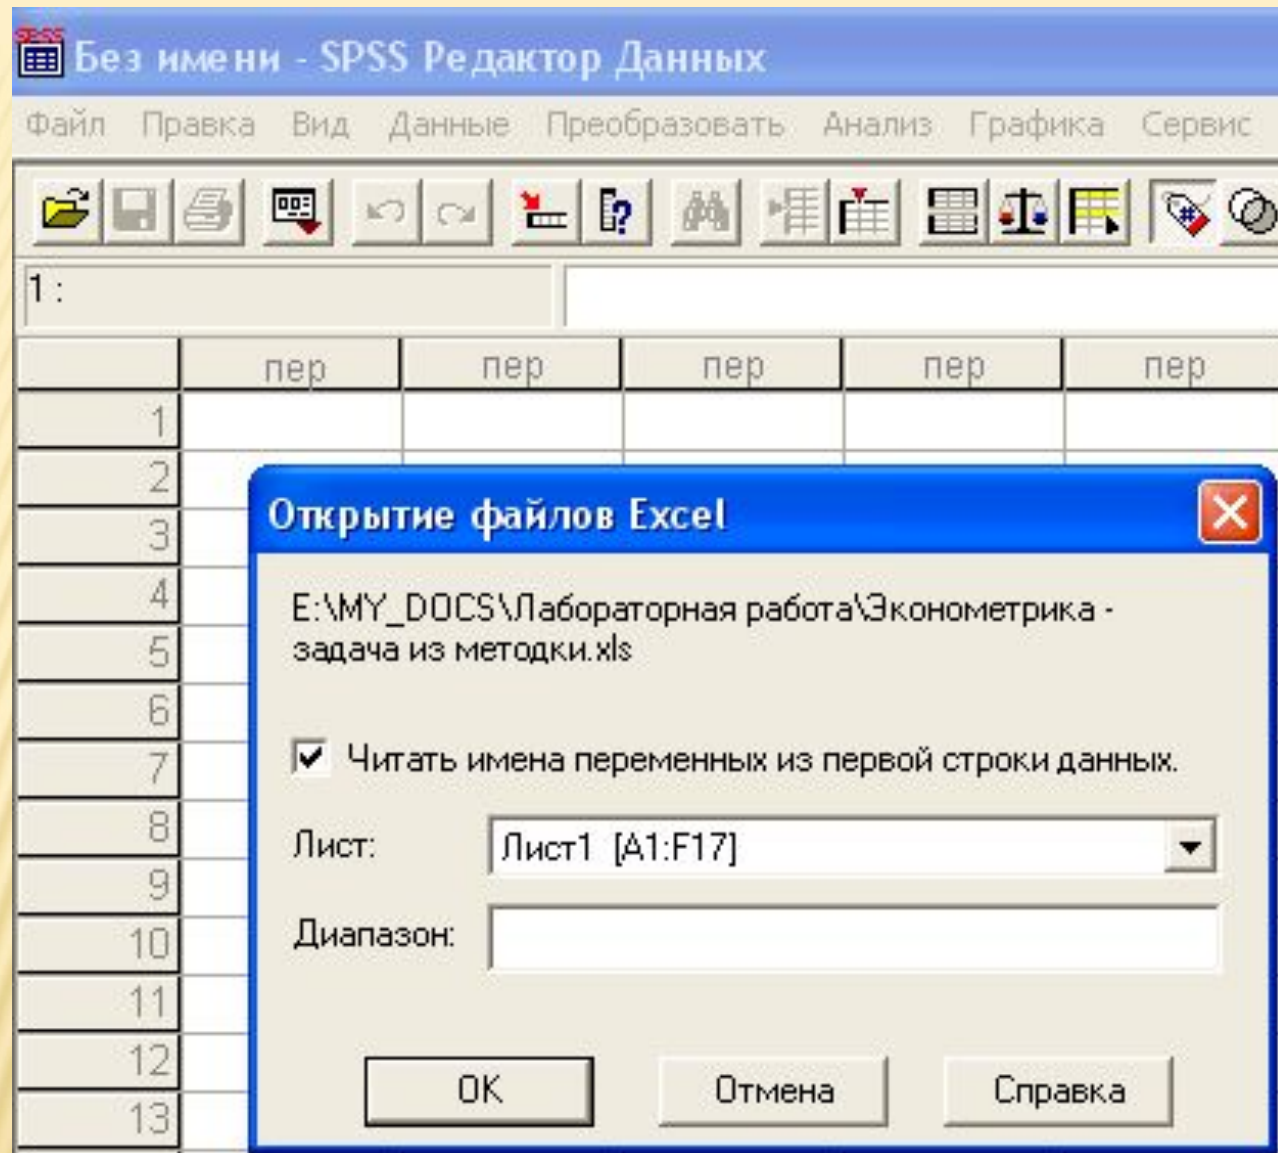 SPSS
Без имени - SPSS Редактор Данных
Файл Правка Вид Данные Преобразовать Анализ Графика Сервис
1 :
пер пер пер пер пер
1
2
3
4
5
6
7
8
9
10
11
12
13
Открытие файлов Excel
E:\MY_DOCS\Лабораторная работа\Эконометрика -
задача из методки.xls
Читать имена переменных из первой строки данных.
Лист: Лист1 [A1:F17]
Диапазон:
OK Отмена Справка